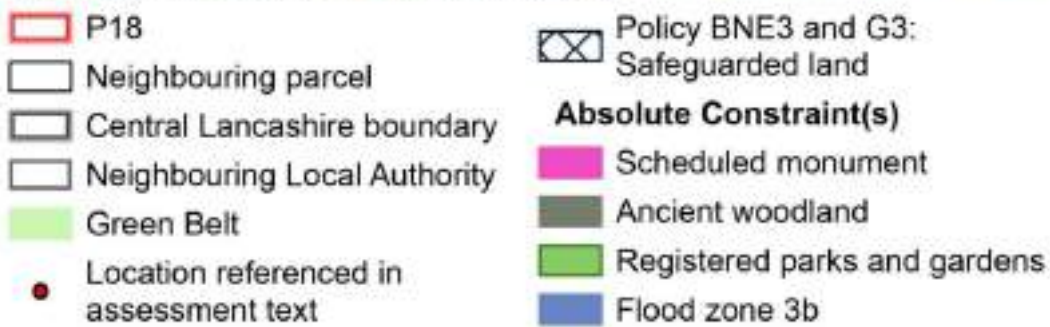 P18
Neighbouring parcel
Central Lancashire boundary
Neighbouring Local Authority
Green Belt
Location referenced in
assessment text
Policy BNE3 and G3:
Safeguarded land
Absolute Constraint(s)
Scheduled monument
Ancient woodland
Registered parks and gardens
Flood zone 3b